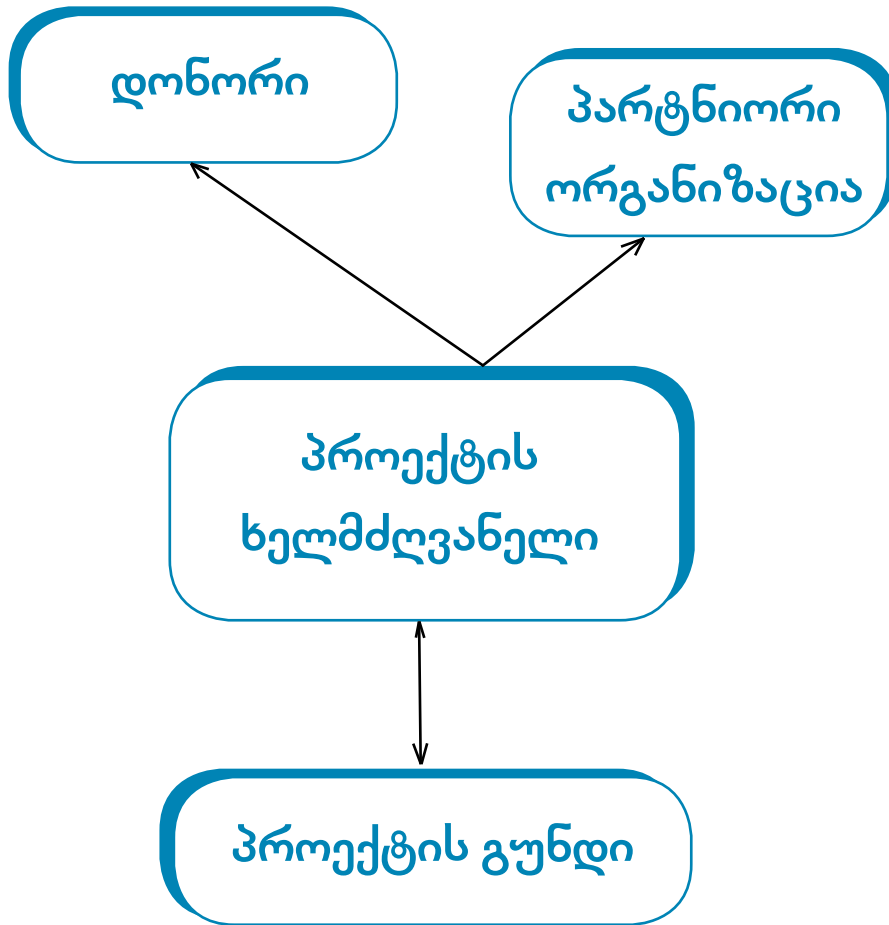 დონორი
პარტნიორი
ორგანიზაცია
პროექტის
ხელმძღვანელი
პროექტის გუნდი